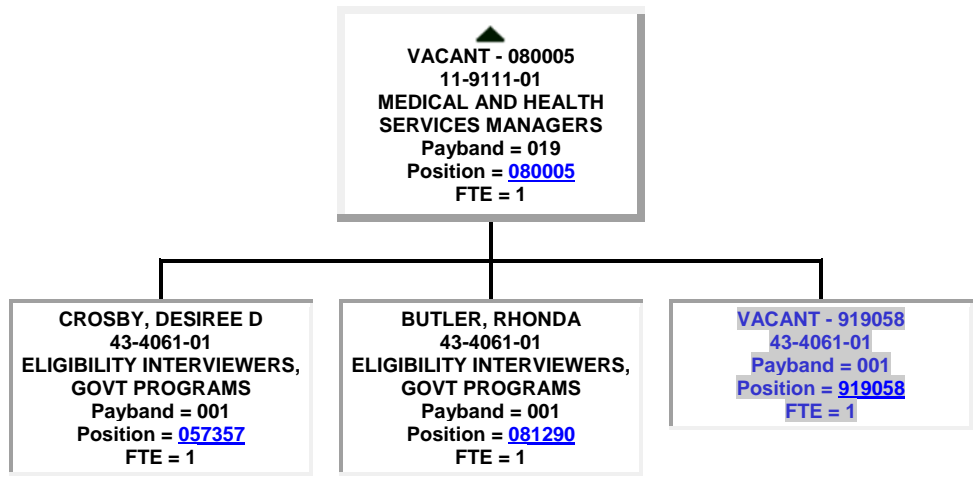 VACANT - 080005
11-9111-01
MEDICAL AND HEALTH
SERVICES MANAGERS
Payband = 019
Position = 080005
FTE = 1
CROSBY, DESIREE D
43-4061-01
ELIGIBILITY INTERVIEWERS,
GOVT PROGRAMS
Payband = 001
Position = 057357
FTE = 1
BUTLER, RHONDA
43-4061-01
ELIGIBILITY INTERVIEWERS,
GOVT PROGRAMS
Payband = 001
Position = 081290
FTE = 1
VACANT - 919058
43-4061-01
Payband = 001
Position = 919058
FTE = 1